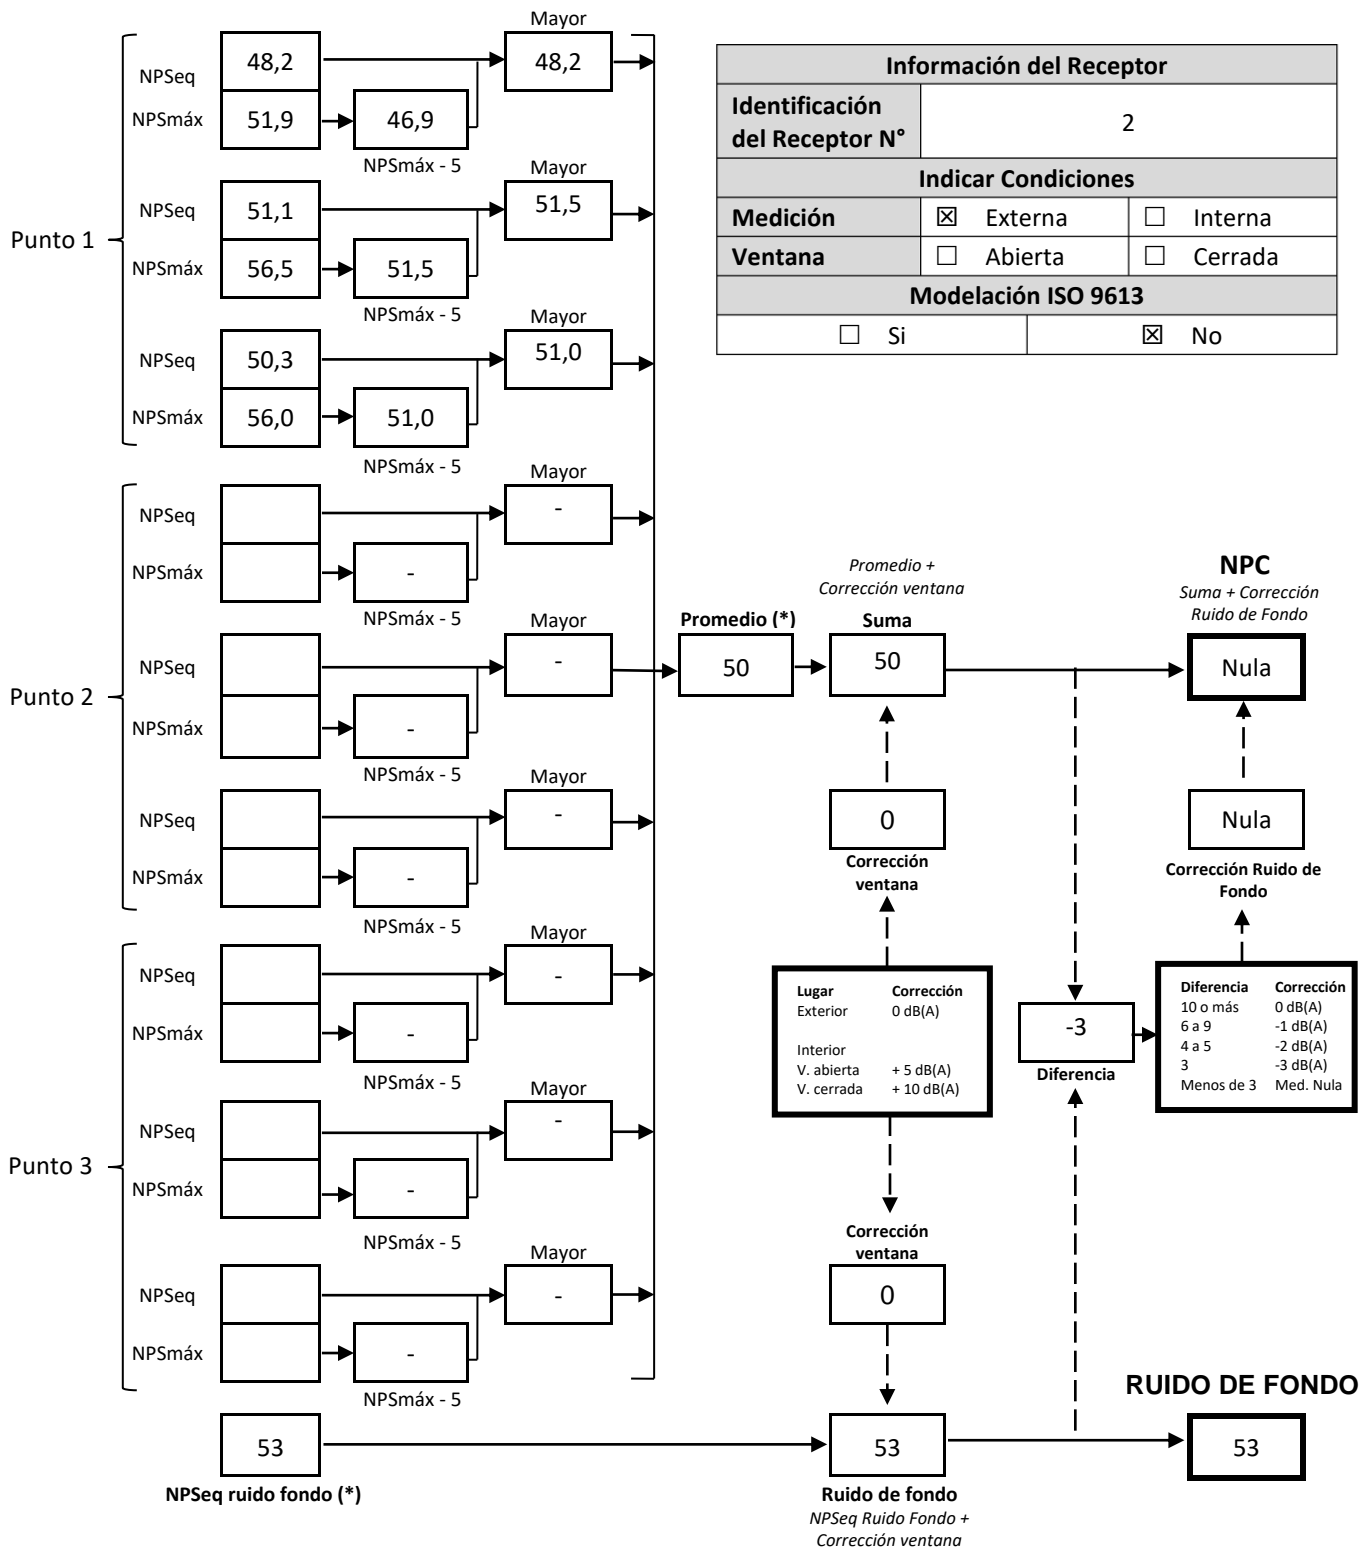 Mayor
NPSeq 48,2 48,2
NPSmáx 51,9 46,9
NPSmáx - 5
Mayor
NPSeq 51,1 51,5
Punto 1
NPSmáx 56,5 51,5
NPSmáx - 5
Mayor
NPSeq 50,3 51,0
NPSmáx 56,0 51,0
NPSmáx - 5
Información del Receptor
Identificación
del Receptor N° 2
Indicar Condiciones
Medición ☒ Externa ☐ Interna
Ventana ☐ Abierta ☐ Cerrada
Modelación ISO 9613
☐ Si ☒ No
Mayor
NPSeq -
NPSmáx -
NPSmáx - 5
Mayor
NPSeq -
Punto 2
NPSmáx -
NPSmáx - 5
Mayor
NPSeq -
NPSmáx -
NPSmáx - 5
Mayor
NPSeq -
NPSmáx -
NPSmáx - 5
Mayor
NPSeq -
Punto 3
NPSmáx -
NPSmáx - 5
Mayor
NPSeq -
NPSmáx -
NPSmáx - 5
53
NPSeq ruido fondo (*)
Promedio (*)
50
Promedio +
Corrección ventana
Suma
50
0
Corrección
ventana
Lugar Corrección
Exterior 0 dB(A)
Interior
V. abierta + 5 dB(A)
V. cerrada + 10 dB(A)
Corrección
ventana
0
53
Ruido de fondo
NPSeq Ruido Fondo +
Corrección ventana
-3
Diferencia
NPC
Suma + Corrección
Ruido de Fondo
Nula
Nula
Corrección Ruido de
Fondo
Diferencia Corrección
10 o más 0 dB(A)
6 a 9 -1 dB(A)
4 a 5 -2 dB(A)
3 -3 dB(A)
Menos de 3 Med. Nula
RUIDO DE FONDO
53